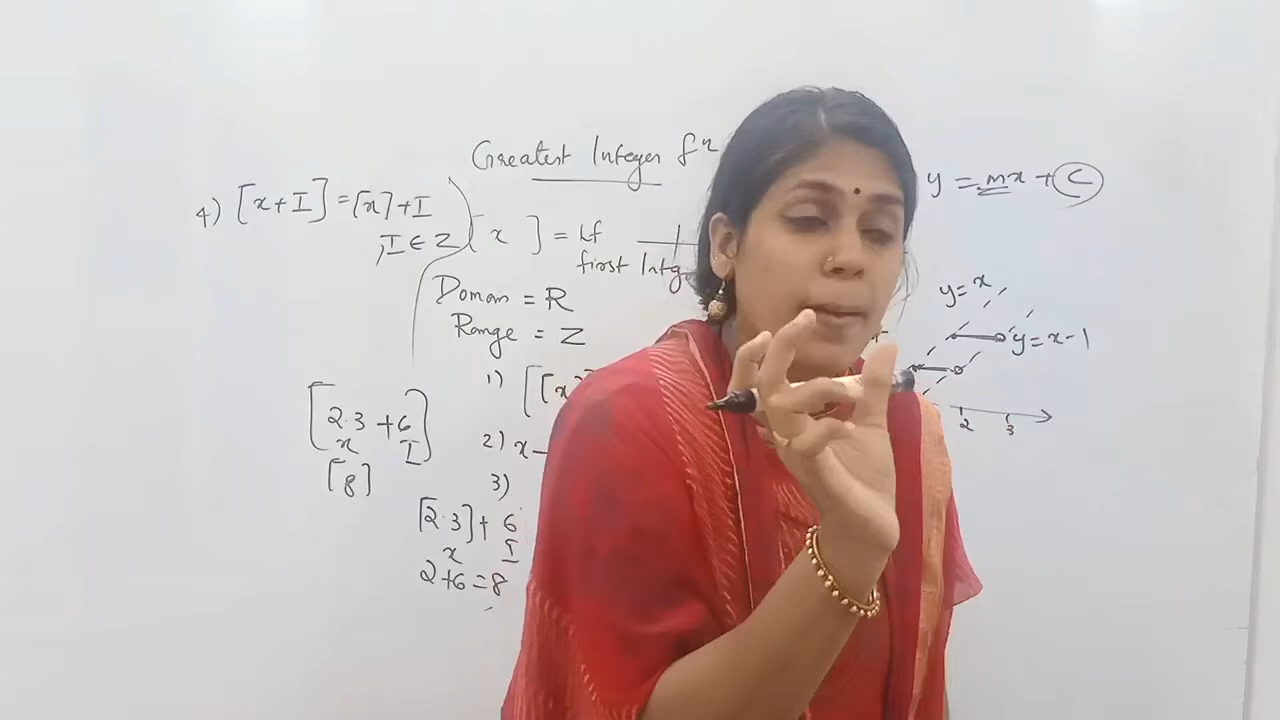 Greatest Integer fⁿ
4) [x+I] = [x]+I
, I ∈ Z
[ x ] = Lf
first Intge
Domain = R
Range = Z
1) [[x
2) x –
3)
[2.3 + 6]
x I
[8]
[2.3] + 6
x I
2+6 = 8
y = mx + C
y = x
y = x - 1
2 3